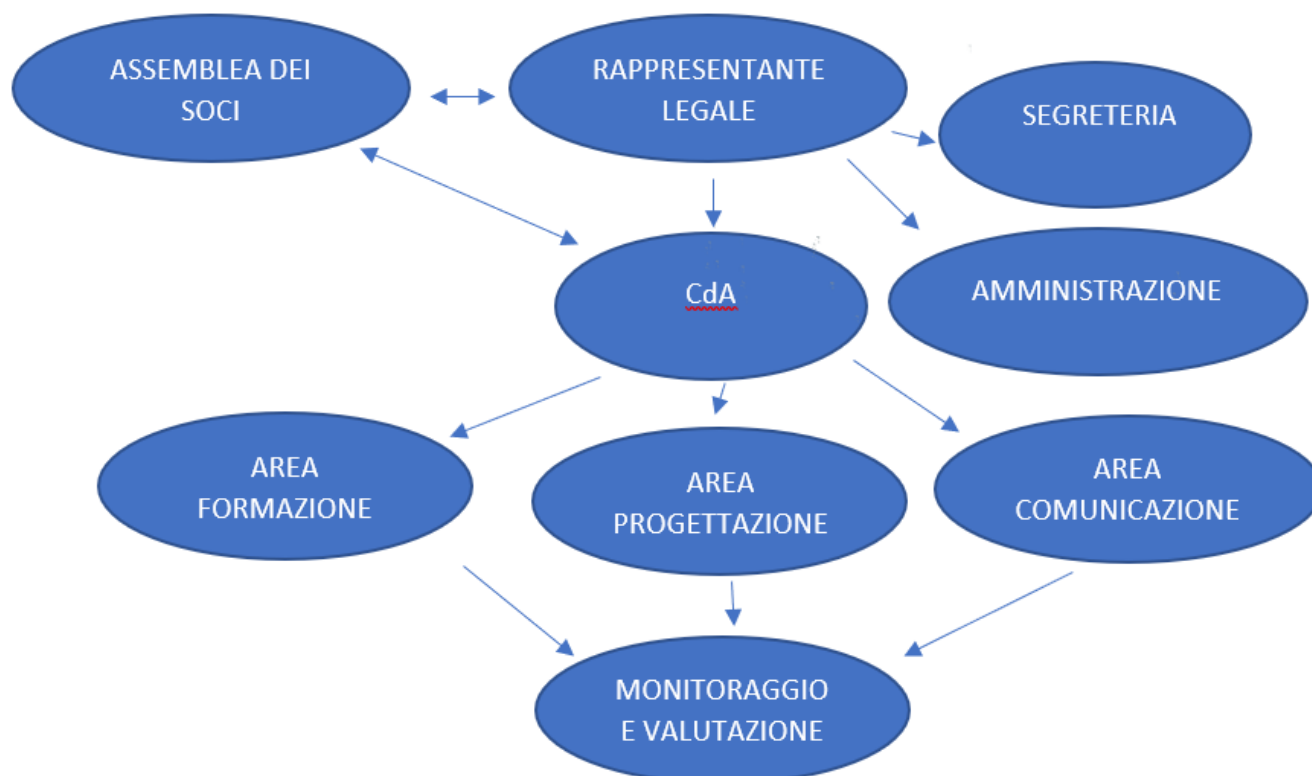 ASSEMBLEA DEI
SOCI
RAPPRESENTANTE
LEGALE
SEGRETERIA
CdA
AMMINISTRAZIONE
AREA
FORMAZIONE
AREA
PROGETTAZIONE
AREA
COMUNICAZIONE
MONITORAGGIO
E VALUTAZIONE